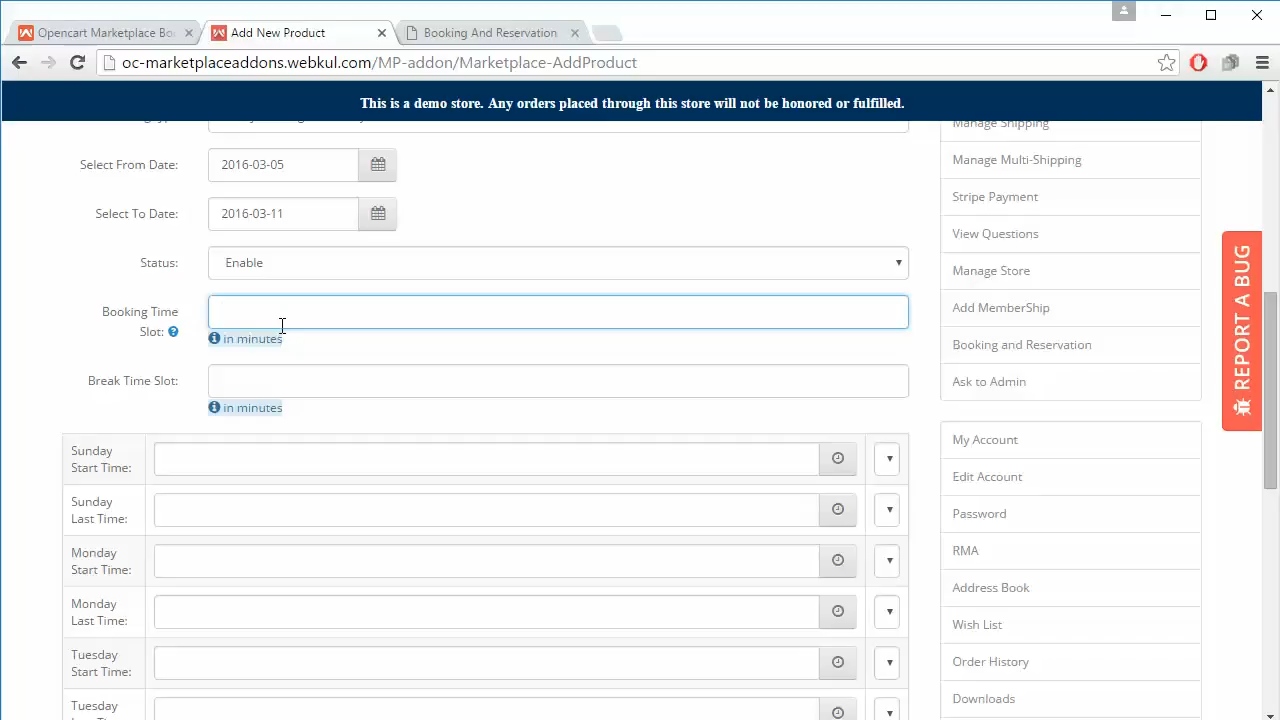 Opencart Marketplace Bo
Add New Product
Booking And Reservation
oc-marketplaceaddons.webkul.com/MP-addon/Marketplace-AddProduct
This is a demo store. Any orders placed through this store will not be honored or fulfilled.
Select From Date:
2016-03-05
Select To Date:
2016-03-11
Status:
Enable
Booking Time
Slot:
in minutes
Break Time Slot:
in minutes
Sunday
Start Time:
Sunday
Last Time:
Monday
Start Time:
Monday
Last Time:
Tuesday
Start Time:
Tuesday
Manage Shipping
Manage Multi-Shipping
Stripe Payment
View Questions
Manage Store
Add MemberShip
Booking and Reservation
Ask to Admin
My Account
Edit Account
Password
RMA
Address Book
Wish List
Order History
Downloads
REPORT A BUG